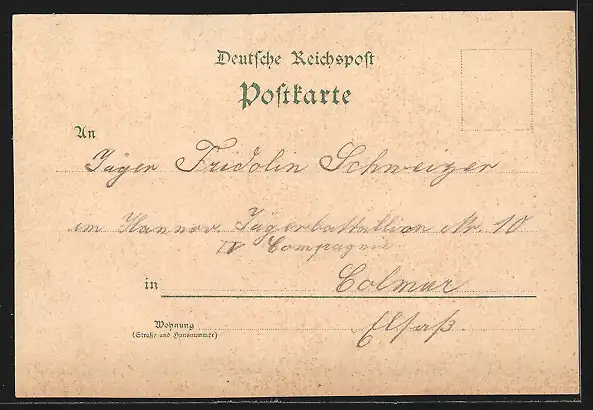 Deutsche Reichspost
Postkarte
An
Jäger Fridolin Schweizer
im Hannov. Jägerbattallion Nr. 10
IV Compagnie
in Colmar
Wohnung Elsaß.
(Straße und Hausnummer)